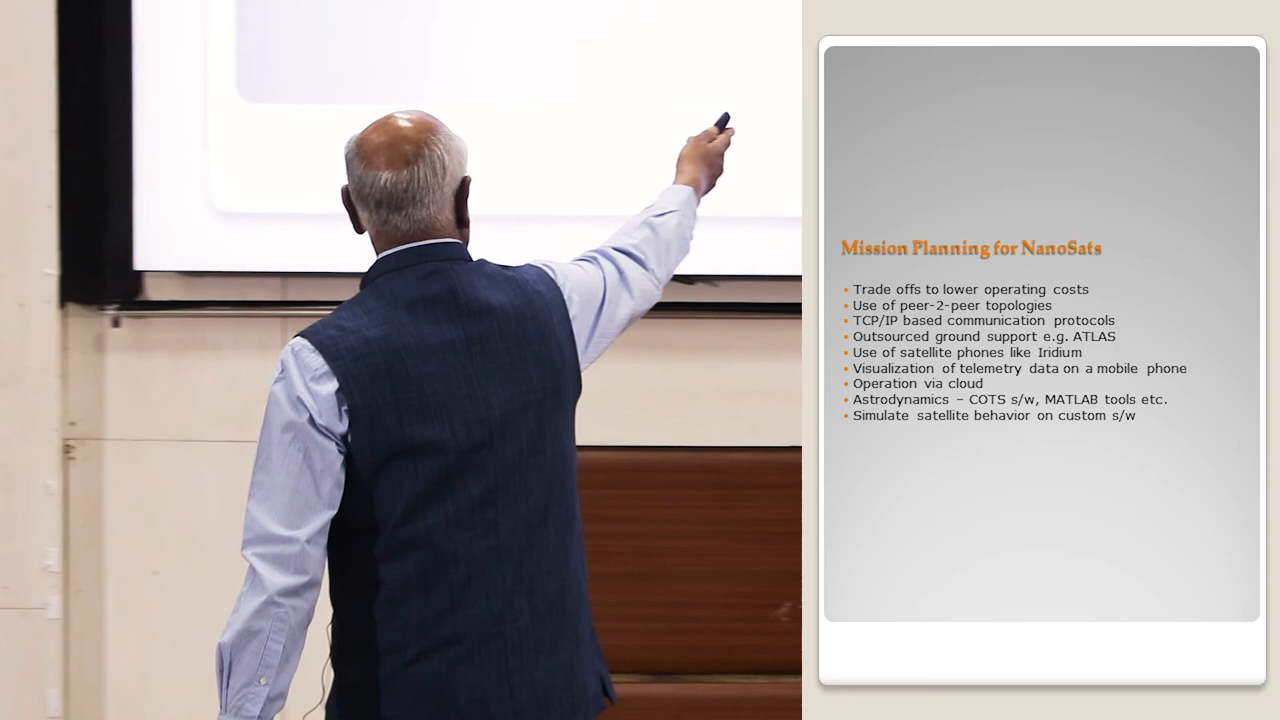 Mission Planning for NanoSats
• Trade offs to lower operating costs
• Use of peer-2-peer topologies
• TCP/IP based communication protocols
• Outsourced ground support e.g. ATLAS
• Use of satellite phones like Iridium
• Visualization of telemetry data on a mobile phone
• Operation via cloud
• Astrodynamics – COTS s/w, MATLAB tools etc.
• Simulate satellite behavior on custom s/w